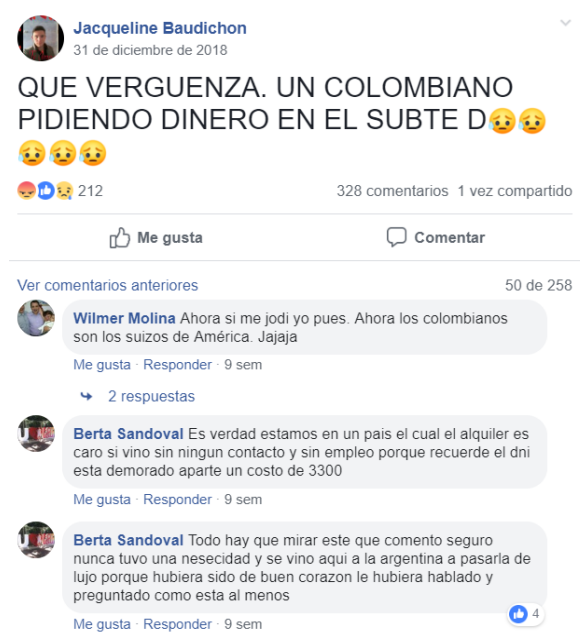 Jacqueline Baudichon
31 de diciembre de 2018
QUE VERGUENZA. UN COLOMBIANO
PIDIENDO DINERO EN EL SUBTE D😥😥
😥😥😥
212
328 comentarios 1 vez compartido
Me gusta Comentar
Ver comentarios anteriores 50 de 258
Wilmer Molina Ahora si me jodi yo pues. Ahora los colombianos
son los suizos de América. Jajaja
Me gusta · Responder · 9 sem
2 respuestas
Berta Sandoval Es verdad estamos en un pais el cual el alquiler es
caro si vino sin ningun contacto y sin empleo porque recuerde el dni
esta demorado aparte un costo de 3300
Me gusta · Responder · 9 sem
Berta Sandoval Todo hay que mirar este que comento seguro
nunca tuvo una nesecidad y se vino aqui a la argentina a pasarla de
lujo porque hubiera sido de buen corazon le hubiera hablado y
preguntado como esta al menos
4
Me gusta · Responder · 9 sem